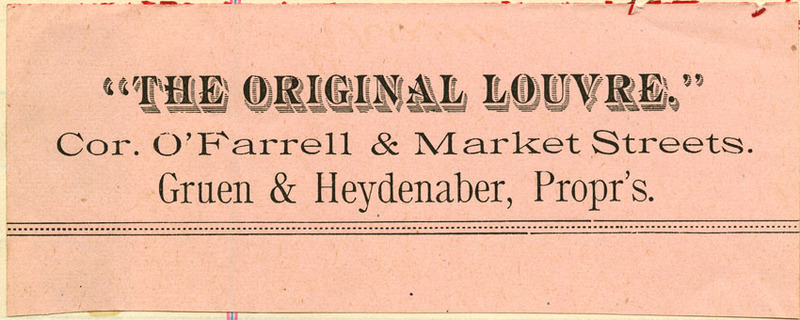 "THE ORIGINAL LOUVRE."
Cor. O'Farrell & Market Streets.
Gruen & Heydenaber, Propr's.